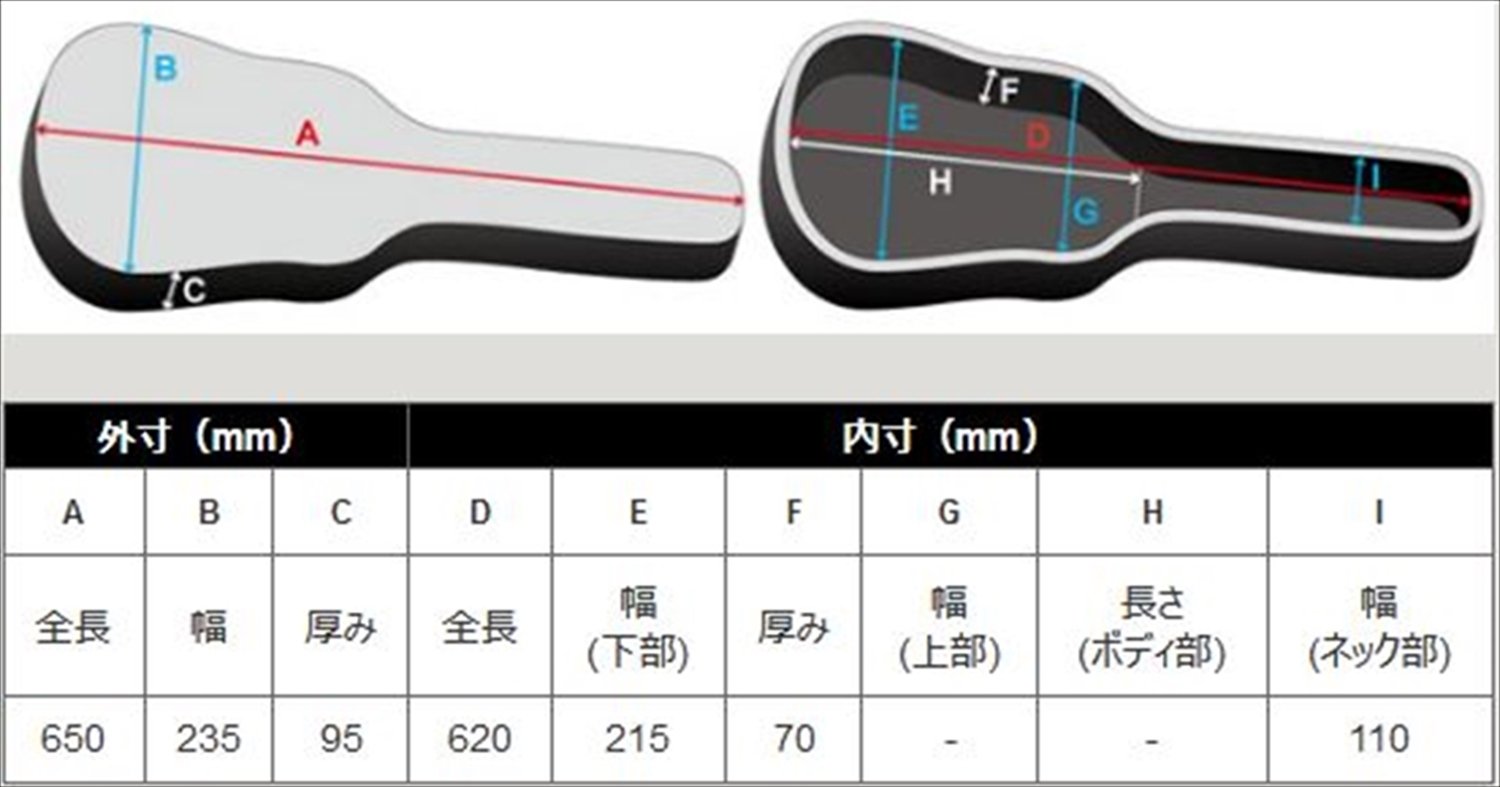 B
A
C
E
F
D
H
G
I
外寸（mm）
内寸（mm）
A B C D E F G H I
全長 幅 厚み 全長 幅 (下部) 厚み 幅 (上部) 長さ (ボディ部) 幅 (ネック部)
650 235 95 620 215 70 - - 110